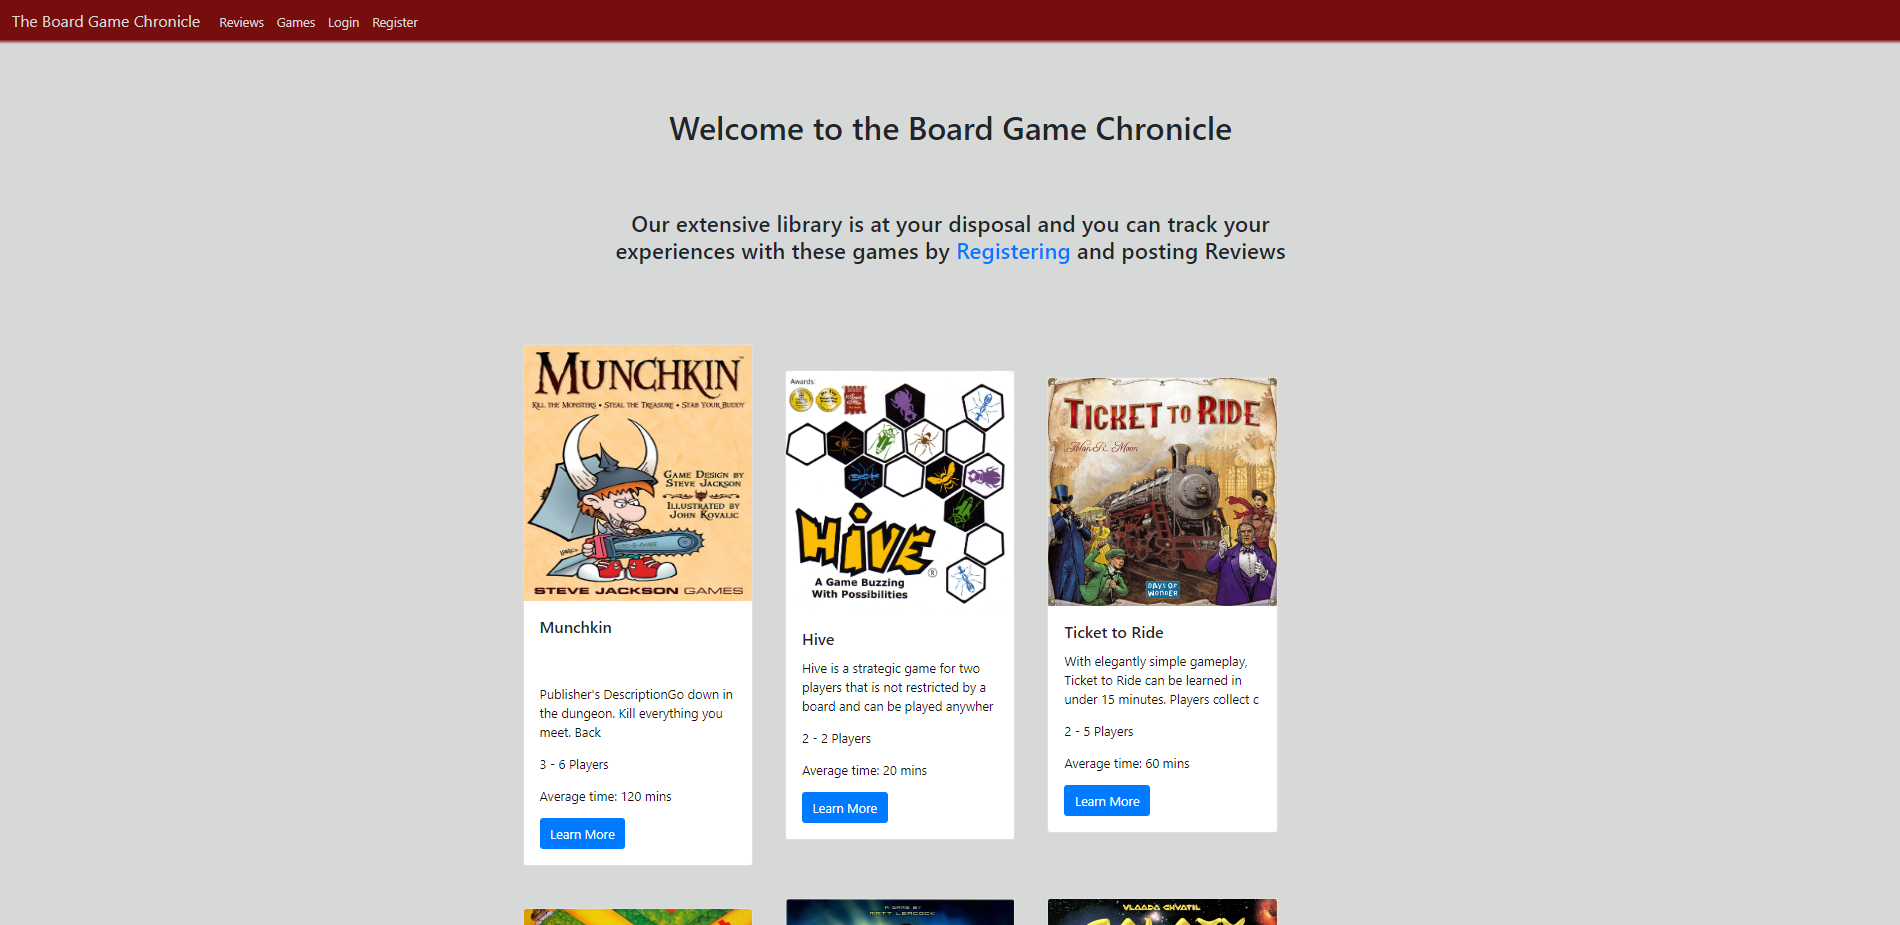 The Board Game Chronicle Reviews Games Login Register
Welcome to the Board Game Chronicle
Our extensive library is at your disposal and you can track your
experiences with these games by Registering and posting Reviews
MUNCHKIN
KILL THE MONSTERS • STEAL THE TREASURE • STAB YOUR BUDDY
GAME DESIGN BY
STEVE JACKSON
ILLUSTRATED BY
JOHN KOVALIC
STEVE JACKSON GAMES
Munchkin
Publisher's DescriptionGo down in
the dungeon. Kill everything you
meet. Back
3 - 6 Players
Average time: 120 mins
Learn More
Awards:
HIVE®
A Game Buzzing
With Possibilities
Hive
Hive is a strategic game for two
players that is not restricted by a
board and can be played anywher
2 - 2 Players
Average time: 20 mins
Learn More
TICKET TO RIDE
Alan R. Moon
DAYS OF
WONDER
Ticket to Ride
With elegantly simple gameplay,
Ticket to Ride can be learned in
under 15 minutes. Players collect c
2 - 5 Players
Average time: 60 mins
Learn More
A GAME BY
MATT LEACOCK
VLAADA CHVATIL